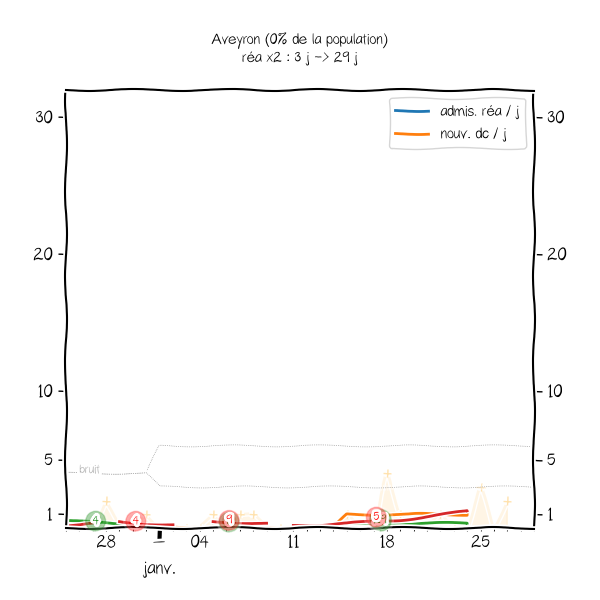 Aveyron (0% de la population)
réa x2 : 3 j -> 29 j
admis. réa / j
nouv. dc / j
30 30
20 20
10 10
5 5
bruit
1 1
4 4 9 5
28 04 11 18 25
janv.